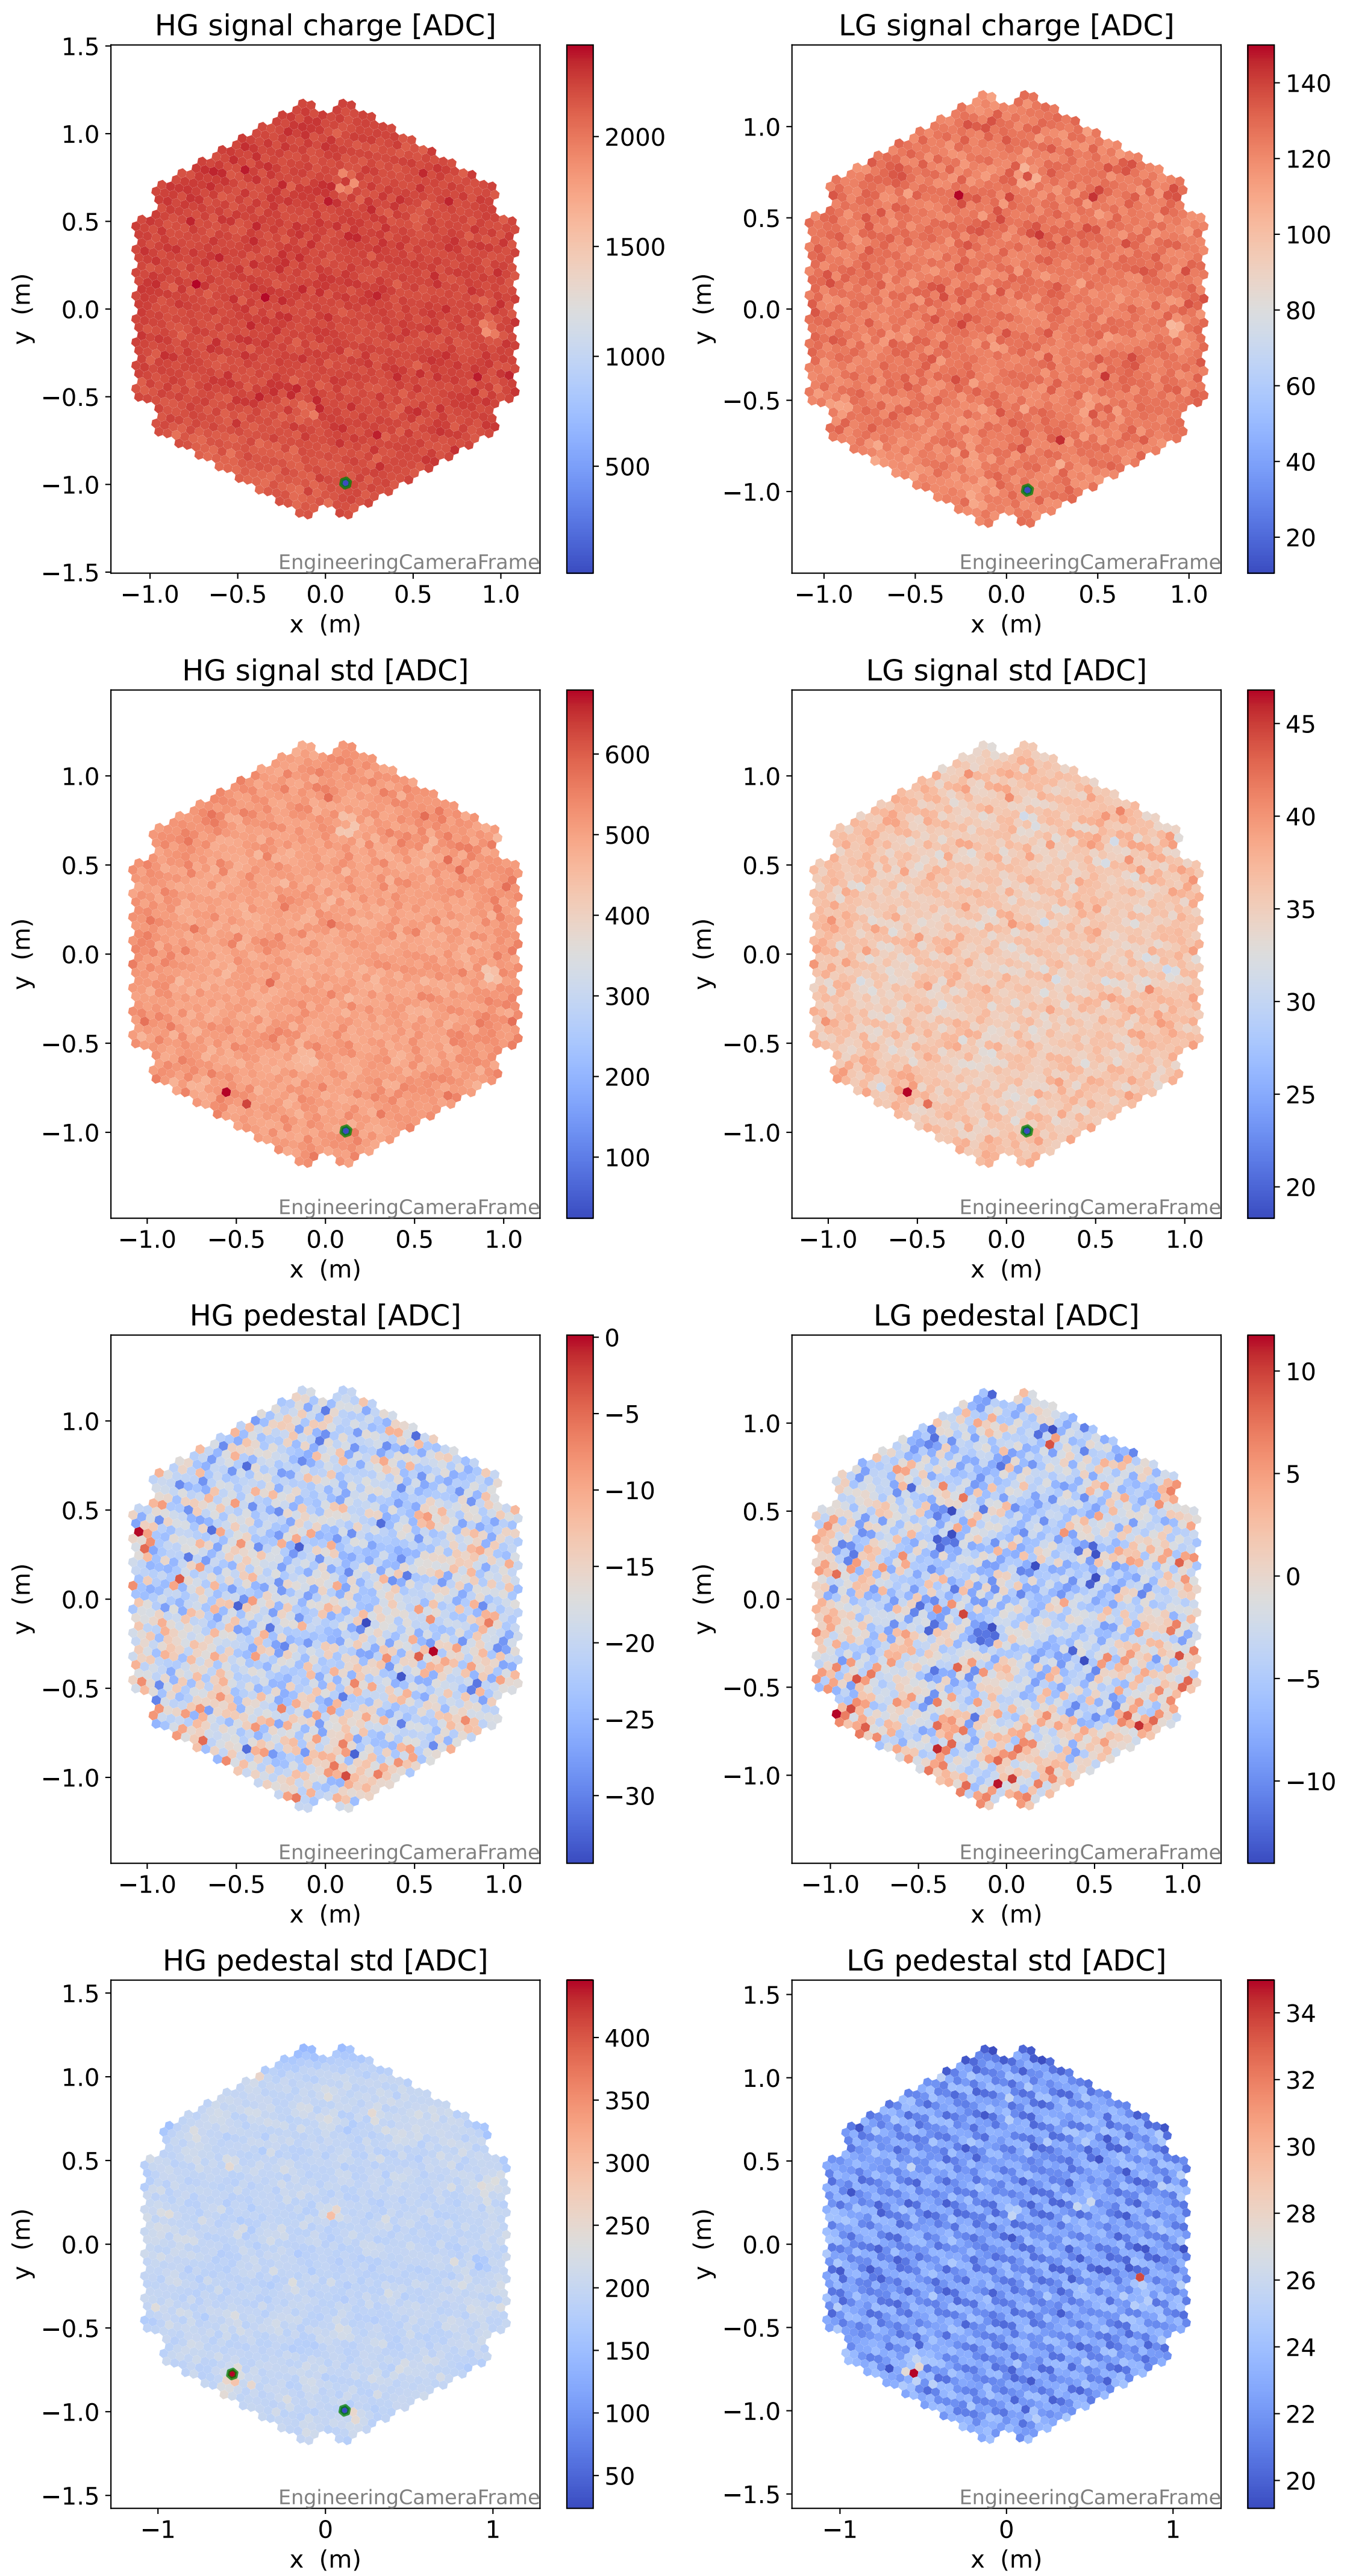 HG signal charge [ADC]
1.5
1.0
0.5
0.0
−0.5
−1.0
−1.5
y (m)
−1.0 −0.5 0.0 0.5 1.0
x (m)
EngineeringCameraFrame
2000
1500
1000
500
LG signal charge [ADC]
1.0
0.5
0.0
−0.5
−1.0
y (m)
−1.0 −0.5 0.0 0.5 1.0
x (m)
EngineeringCameraFrame
140
120
100
80
60
40
20
HG signal std [ADC]
1.0
0.5
0.0
−0.5
−1.0
y (m)
−1.0 −0.5 0.0 0.5 1.0
x (m)
EngineeringCameraFrame
600
500
400
300
200
100
LG signal std [ADC]
1.0
0.5
0.0
−0.5
−1.0
y (m)
−1.0 −0.5 0.0 0.5 1.0
x (m)
EngineeringCameraFrame
45
40
35
30
25
20
HG pedestal [ADC]
1.0
0.5
0.0
−0.5
−1.0
y (m)
−1.0 −0.5 0.0 0.5 1.0
x (m)
EngineeringCameraFrame
0
−5
−10
−15
−20
−25
−30
LG pedestal [ADC]
1.0
0.5
0.0
−0.5
−1.0
y (m)
−1.0 −0.5 0.0 0.5 1.0
x (m)
EngineeringCameraFrame
10
5
0
−5
−10
HG pedestal std [ADC]
1.5
1.0
0.5
0.0
−0.5
−1.0
−1.5
y (m)
−1 0 1
x (m)
EngineeringCameraFrame
400
350
300
250
200
150
100
50
LG pedestal std [ADC]
1.5
1.0
0.5
0.0
−0.5
−1.0
−1.5
y (m)
−1 0 1
x (m)
EngineeringCameraFrame
34
32
30
28
26
24
22
20